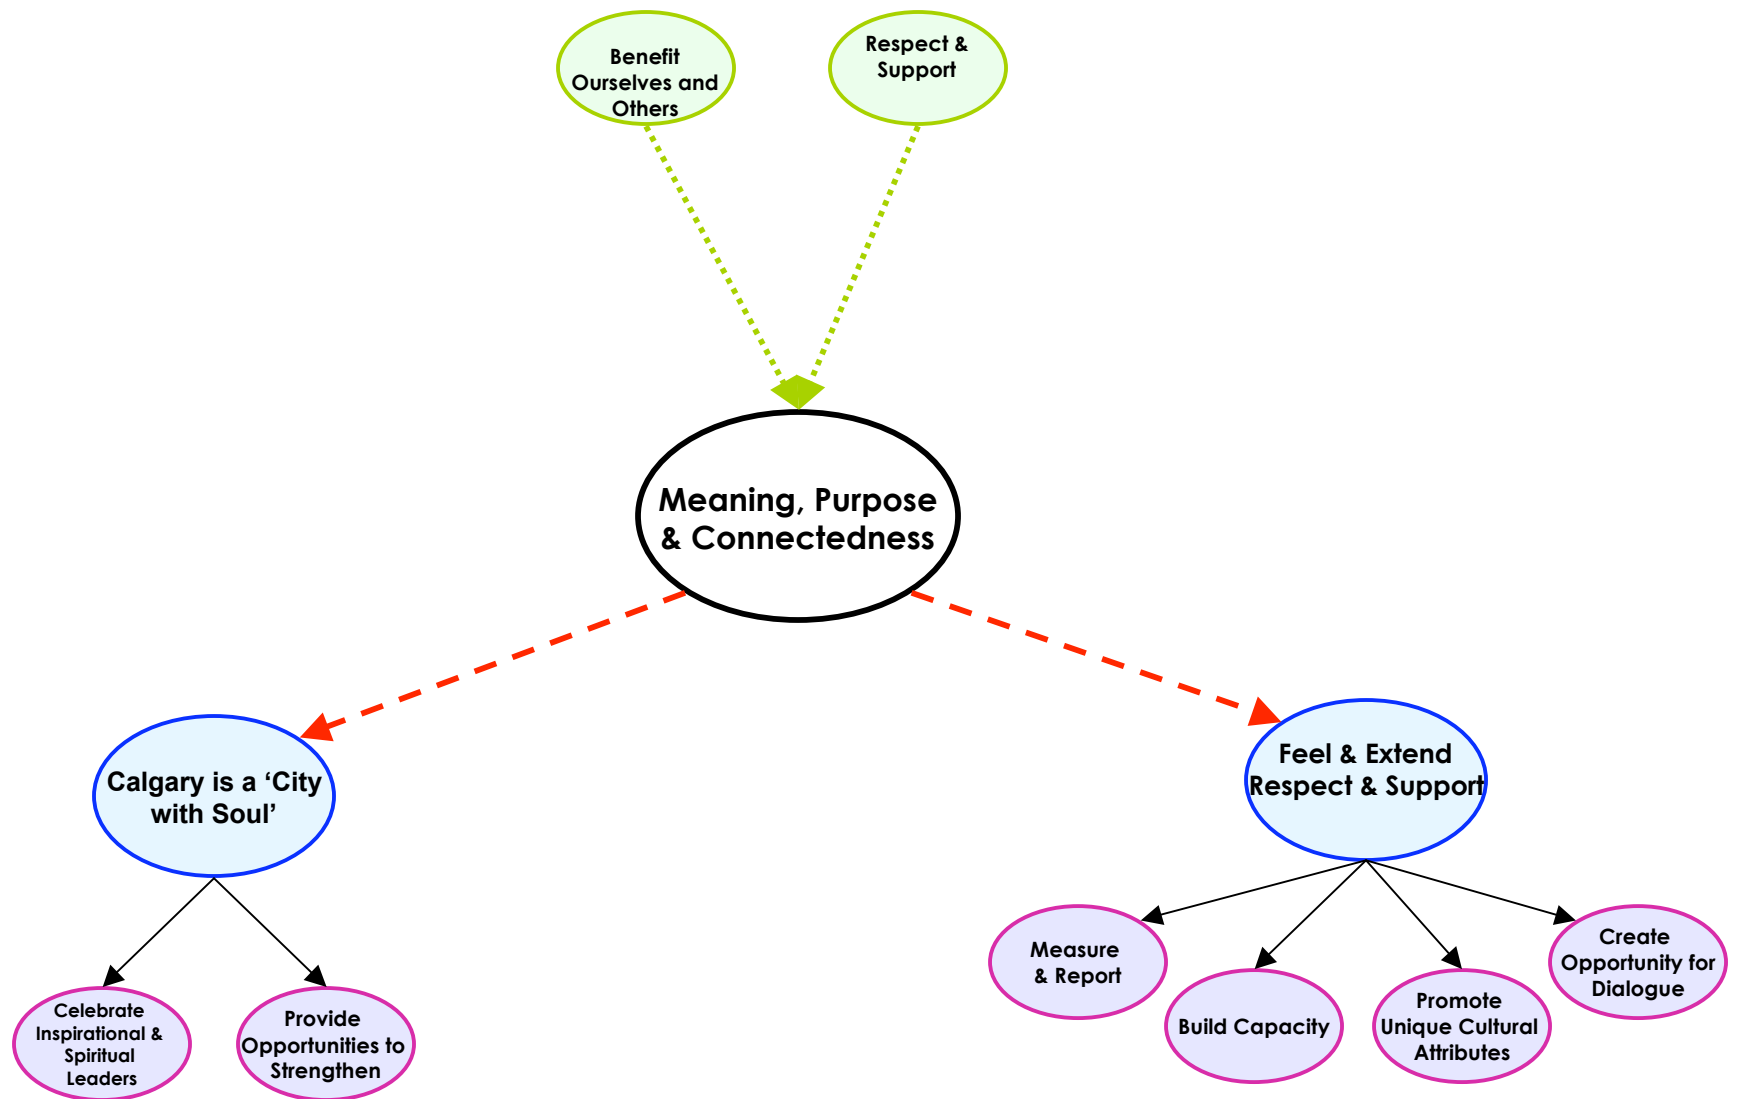 Benefit
Ourselves and
Others
Respect &
Support
Meaning, Purpose
& Connectedness
Calgary is a ‘City
with Soul’
Feel & Extend
Respect & Support
Celebrate
Inspirational &
Spiritual
Leaders
Provide
Opportunities to
Strengthen
Measure
& Report
Build Capacity
Promote
Unique Cultural
Attributes
Create
Opportunity for
Dialogue